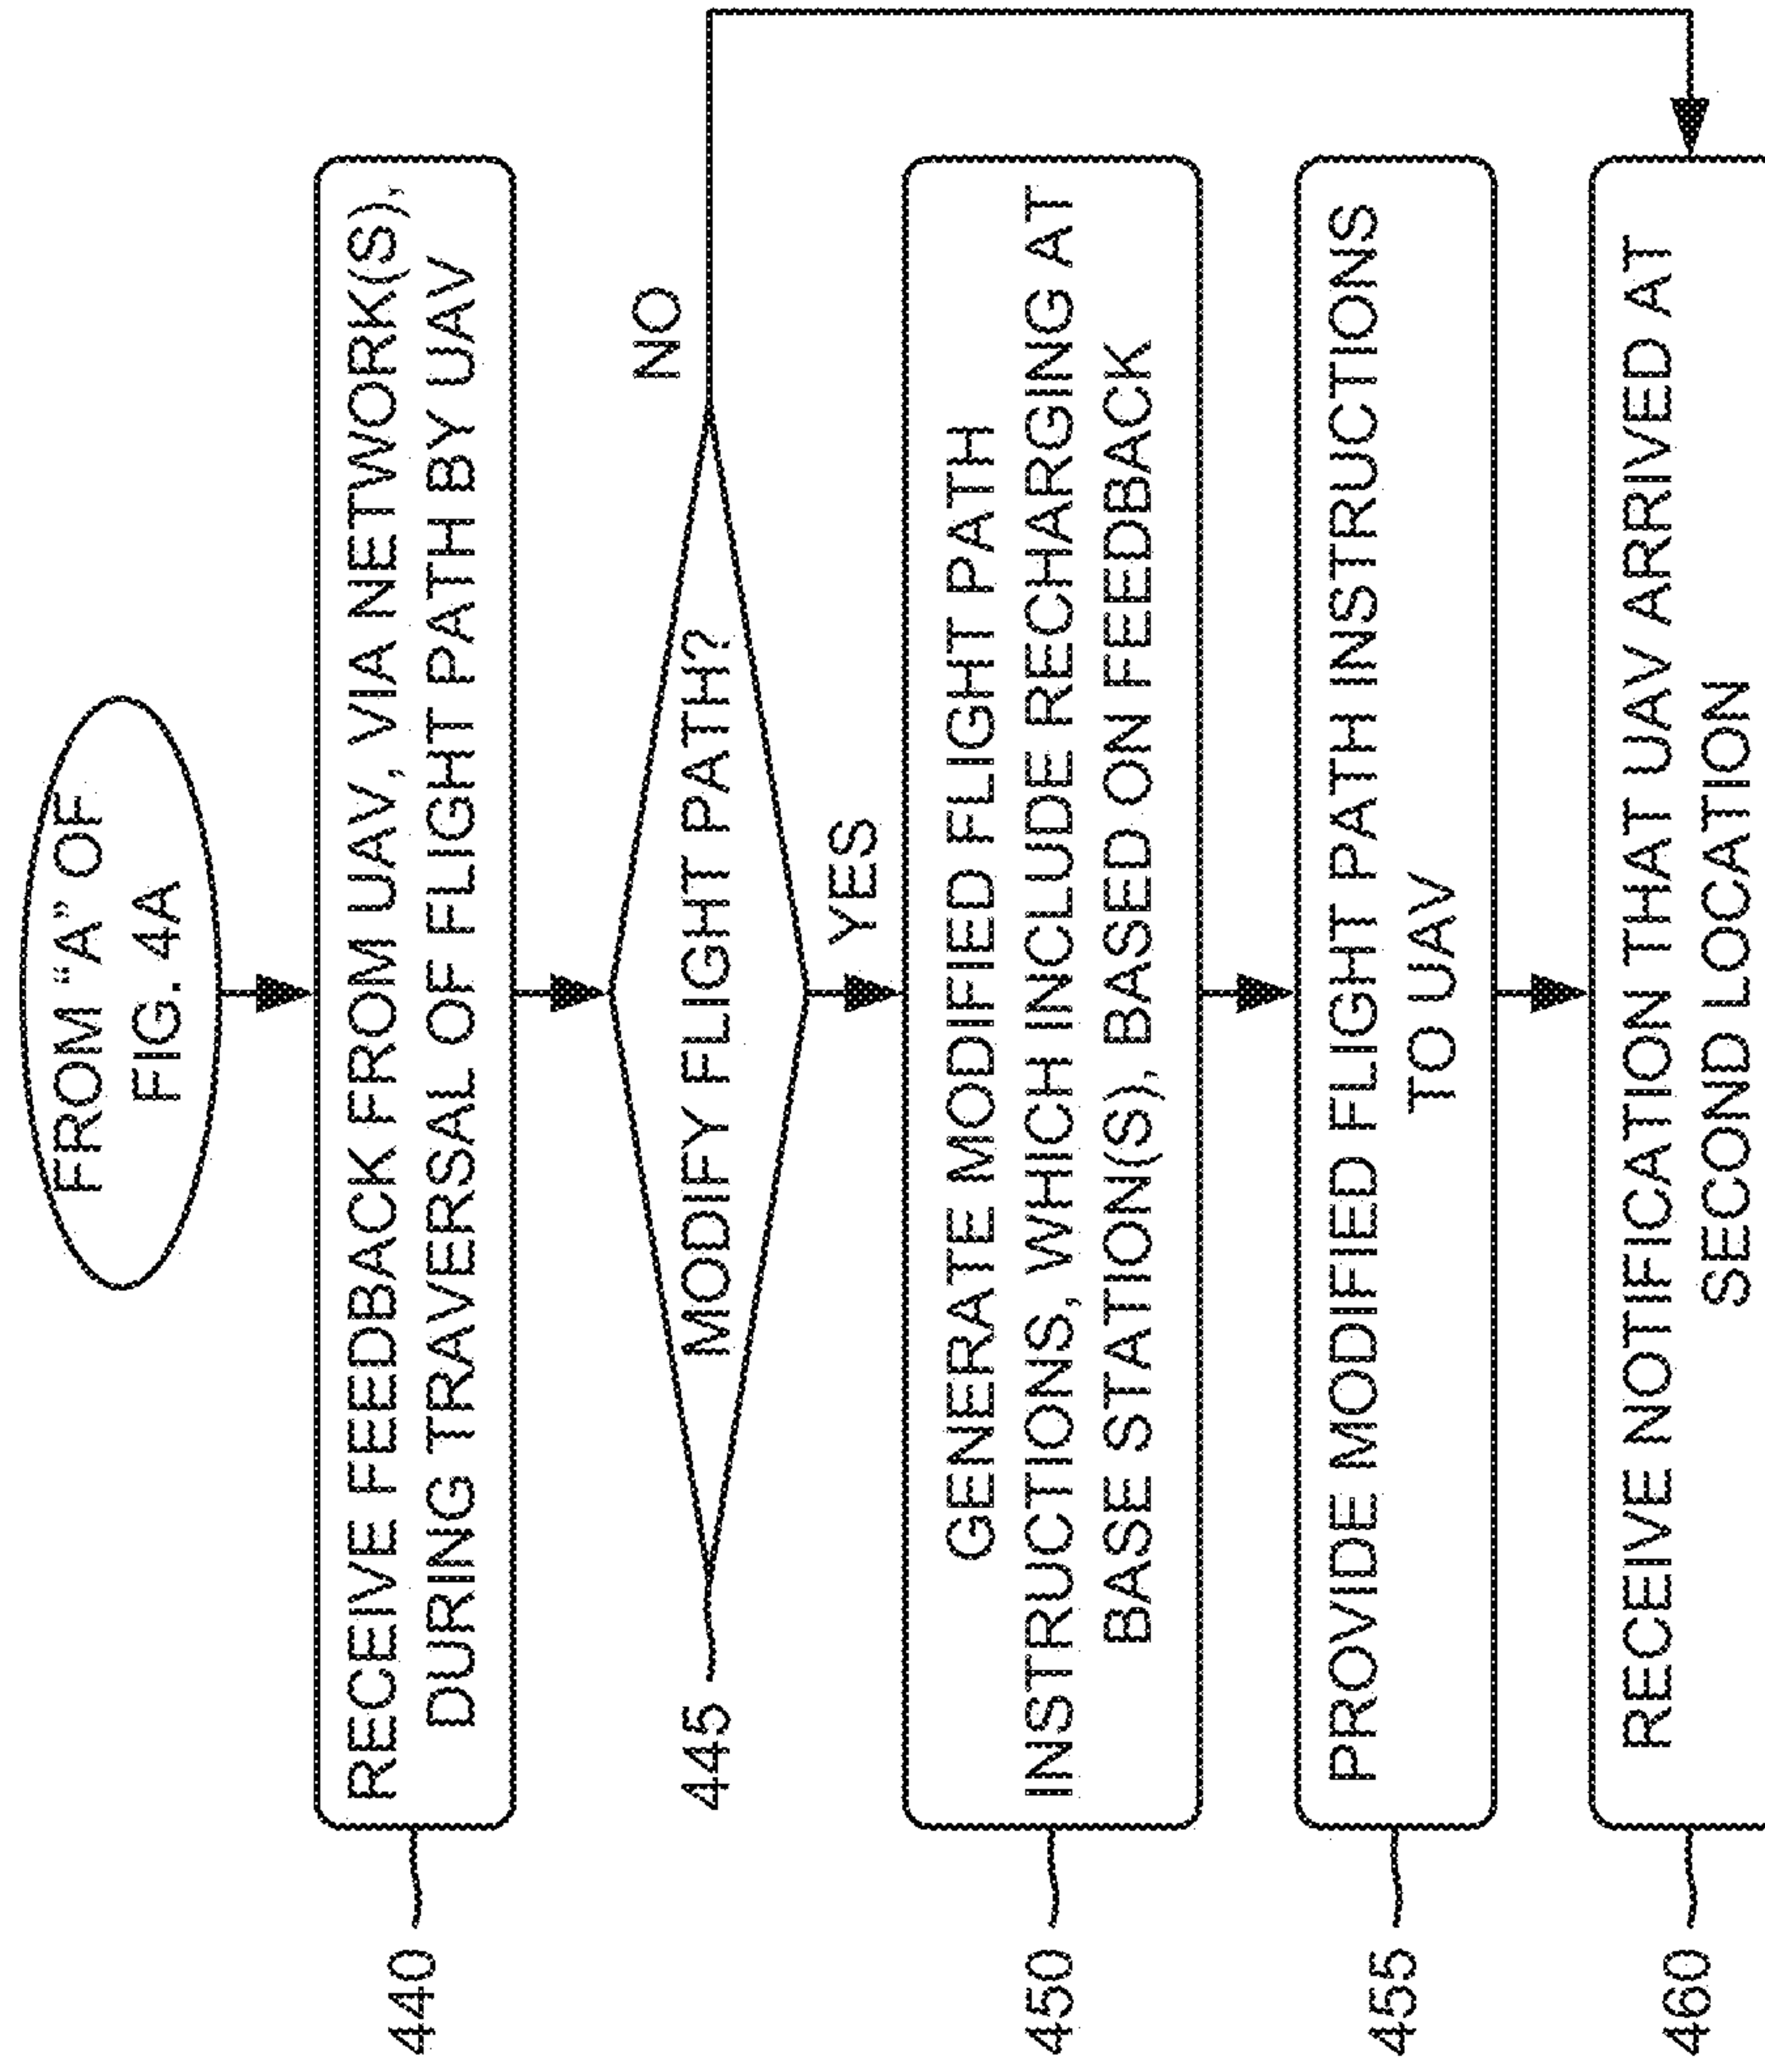 FROM "A" OF
FIG. 4A
440
RECEIVE FEEDBACK FROM UAV, VIA NETWORK(S),
DURING TRAVERSAL OF FLIGHT PATH BY UAV
445
MODIFY FLIGHT PATH?
NO
YES
450
GENERATE MODIFIED FLIGHT PATH
INSTRUCTIONS, WHICH INCLUDE RECHARGING AT
BASE STATION(S), BASED ON FEEDBACK
455
PROVIDE MODIFIED FLIGHT PATH INSTRUCTIONS
TO UAV
460
RECEIVE NOTIFICATION THAT UAV ARRIVED AT
SECOND LOCATION